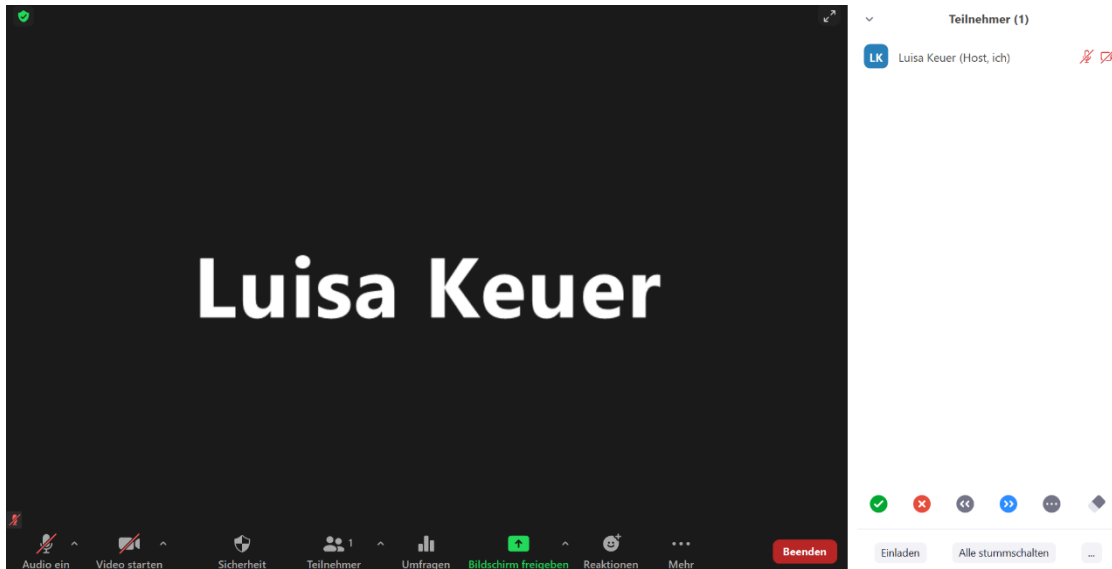 Teilnehmer (1)
LK Luisa Keuer (Host, ich)
Luisa Keuer
1
Audio ein Video starten Sicherheit Teilnehmer Umfragen Bildschirm freigeben Reaktionen Mehr Beenden
Einladen Alle stummschalten ...